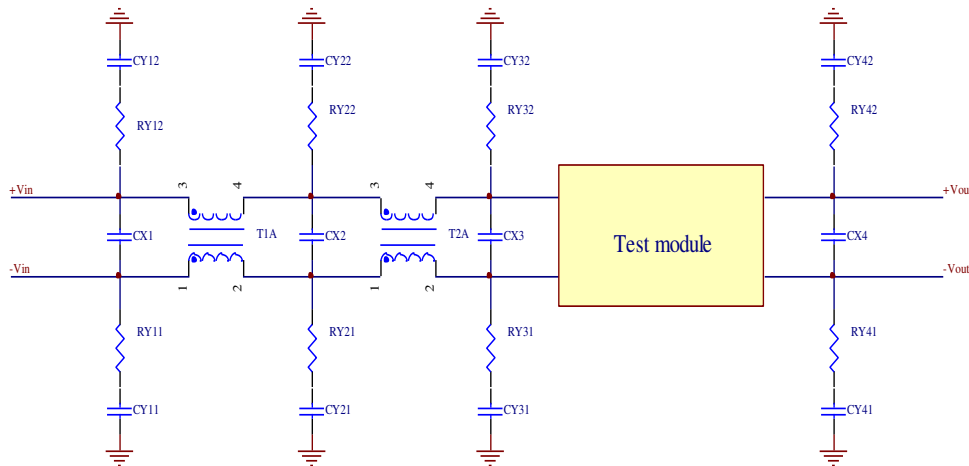 CY12 CY22 CY32 CY42
RY12 RY22 RY32 RY42
3 4 3 4
+Vin +Vou
CX1 T1A CX2 T2A CX3 Test module CX4
-Vin -Vout
1 2 1 2
RY11 RY21 RY31 RY41
CY11 CY21 CY31 CY41